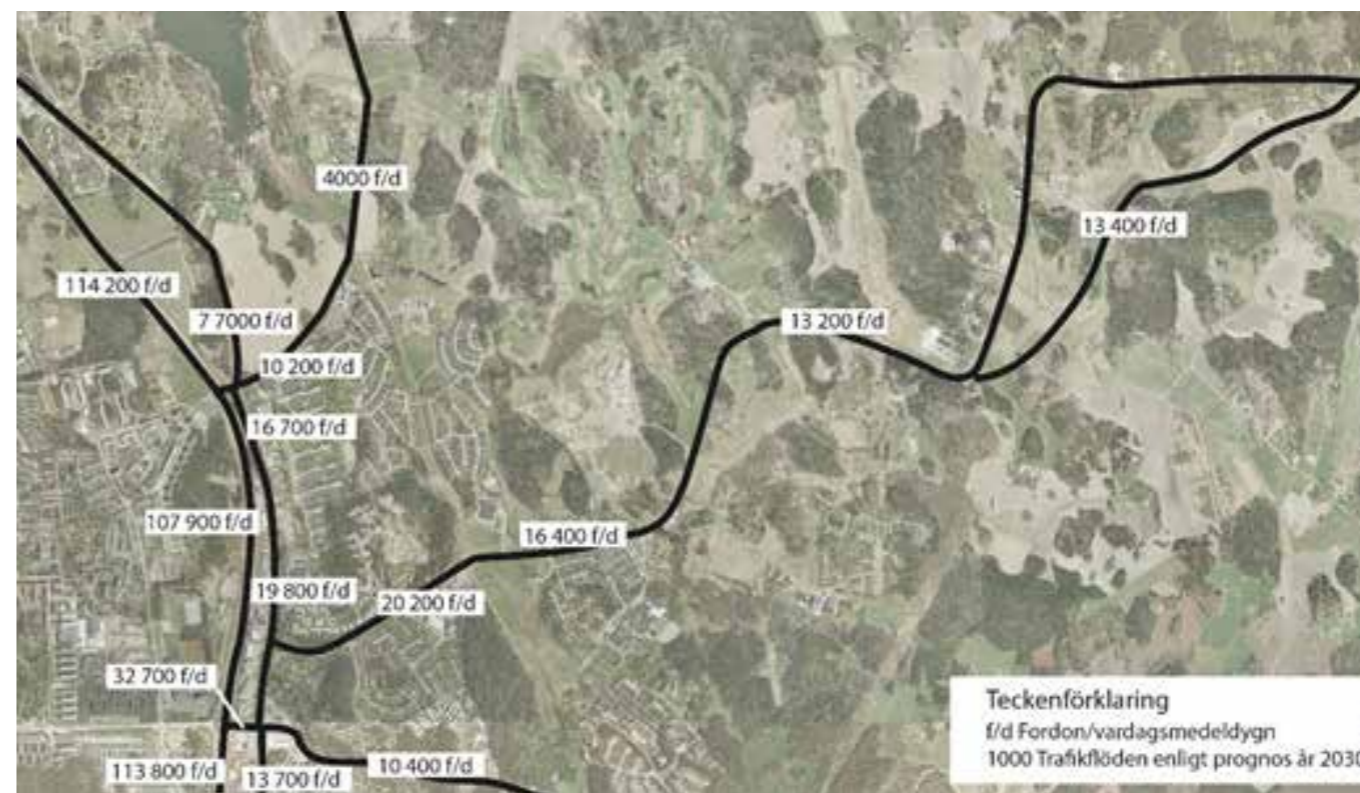 4000 f/d
13 400 f/d
114 200 f/d
7 7000 f/d
13 200 f/d
10 200 f/d
16 700 f/d
107 900 f/d
16 400 f/d
19 800 f/d
20 200 f/d
32 700 f/d
113 800 f/d
13 700 f/d
10 400 f/d
Teckenförklaring
f/d Fordon/vardagsmedeldygn
1000 Trafikflöden enligt prognos år 2030